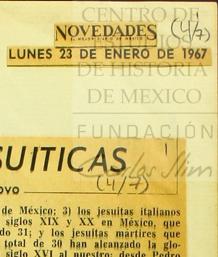 CENTRO DE
NOVEDADES (4/7)
LUNES 23 DE ENERO DE 1967
DE HISTORIA
DE MEXICO
FUNDACIÓN
SUITICAS
Carlos Slim
(4/7)
OVO
de México; 3) los jesuitas italianos
siglos XIX y XX en México, que
do 31; y los jesuitas mártires que
total de 30 han alcanzado la glo-
siglo XVI al nuestro: desde Pedro